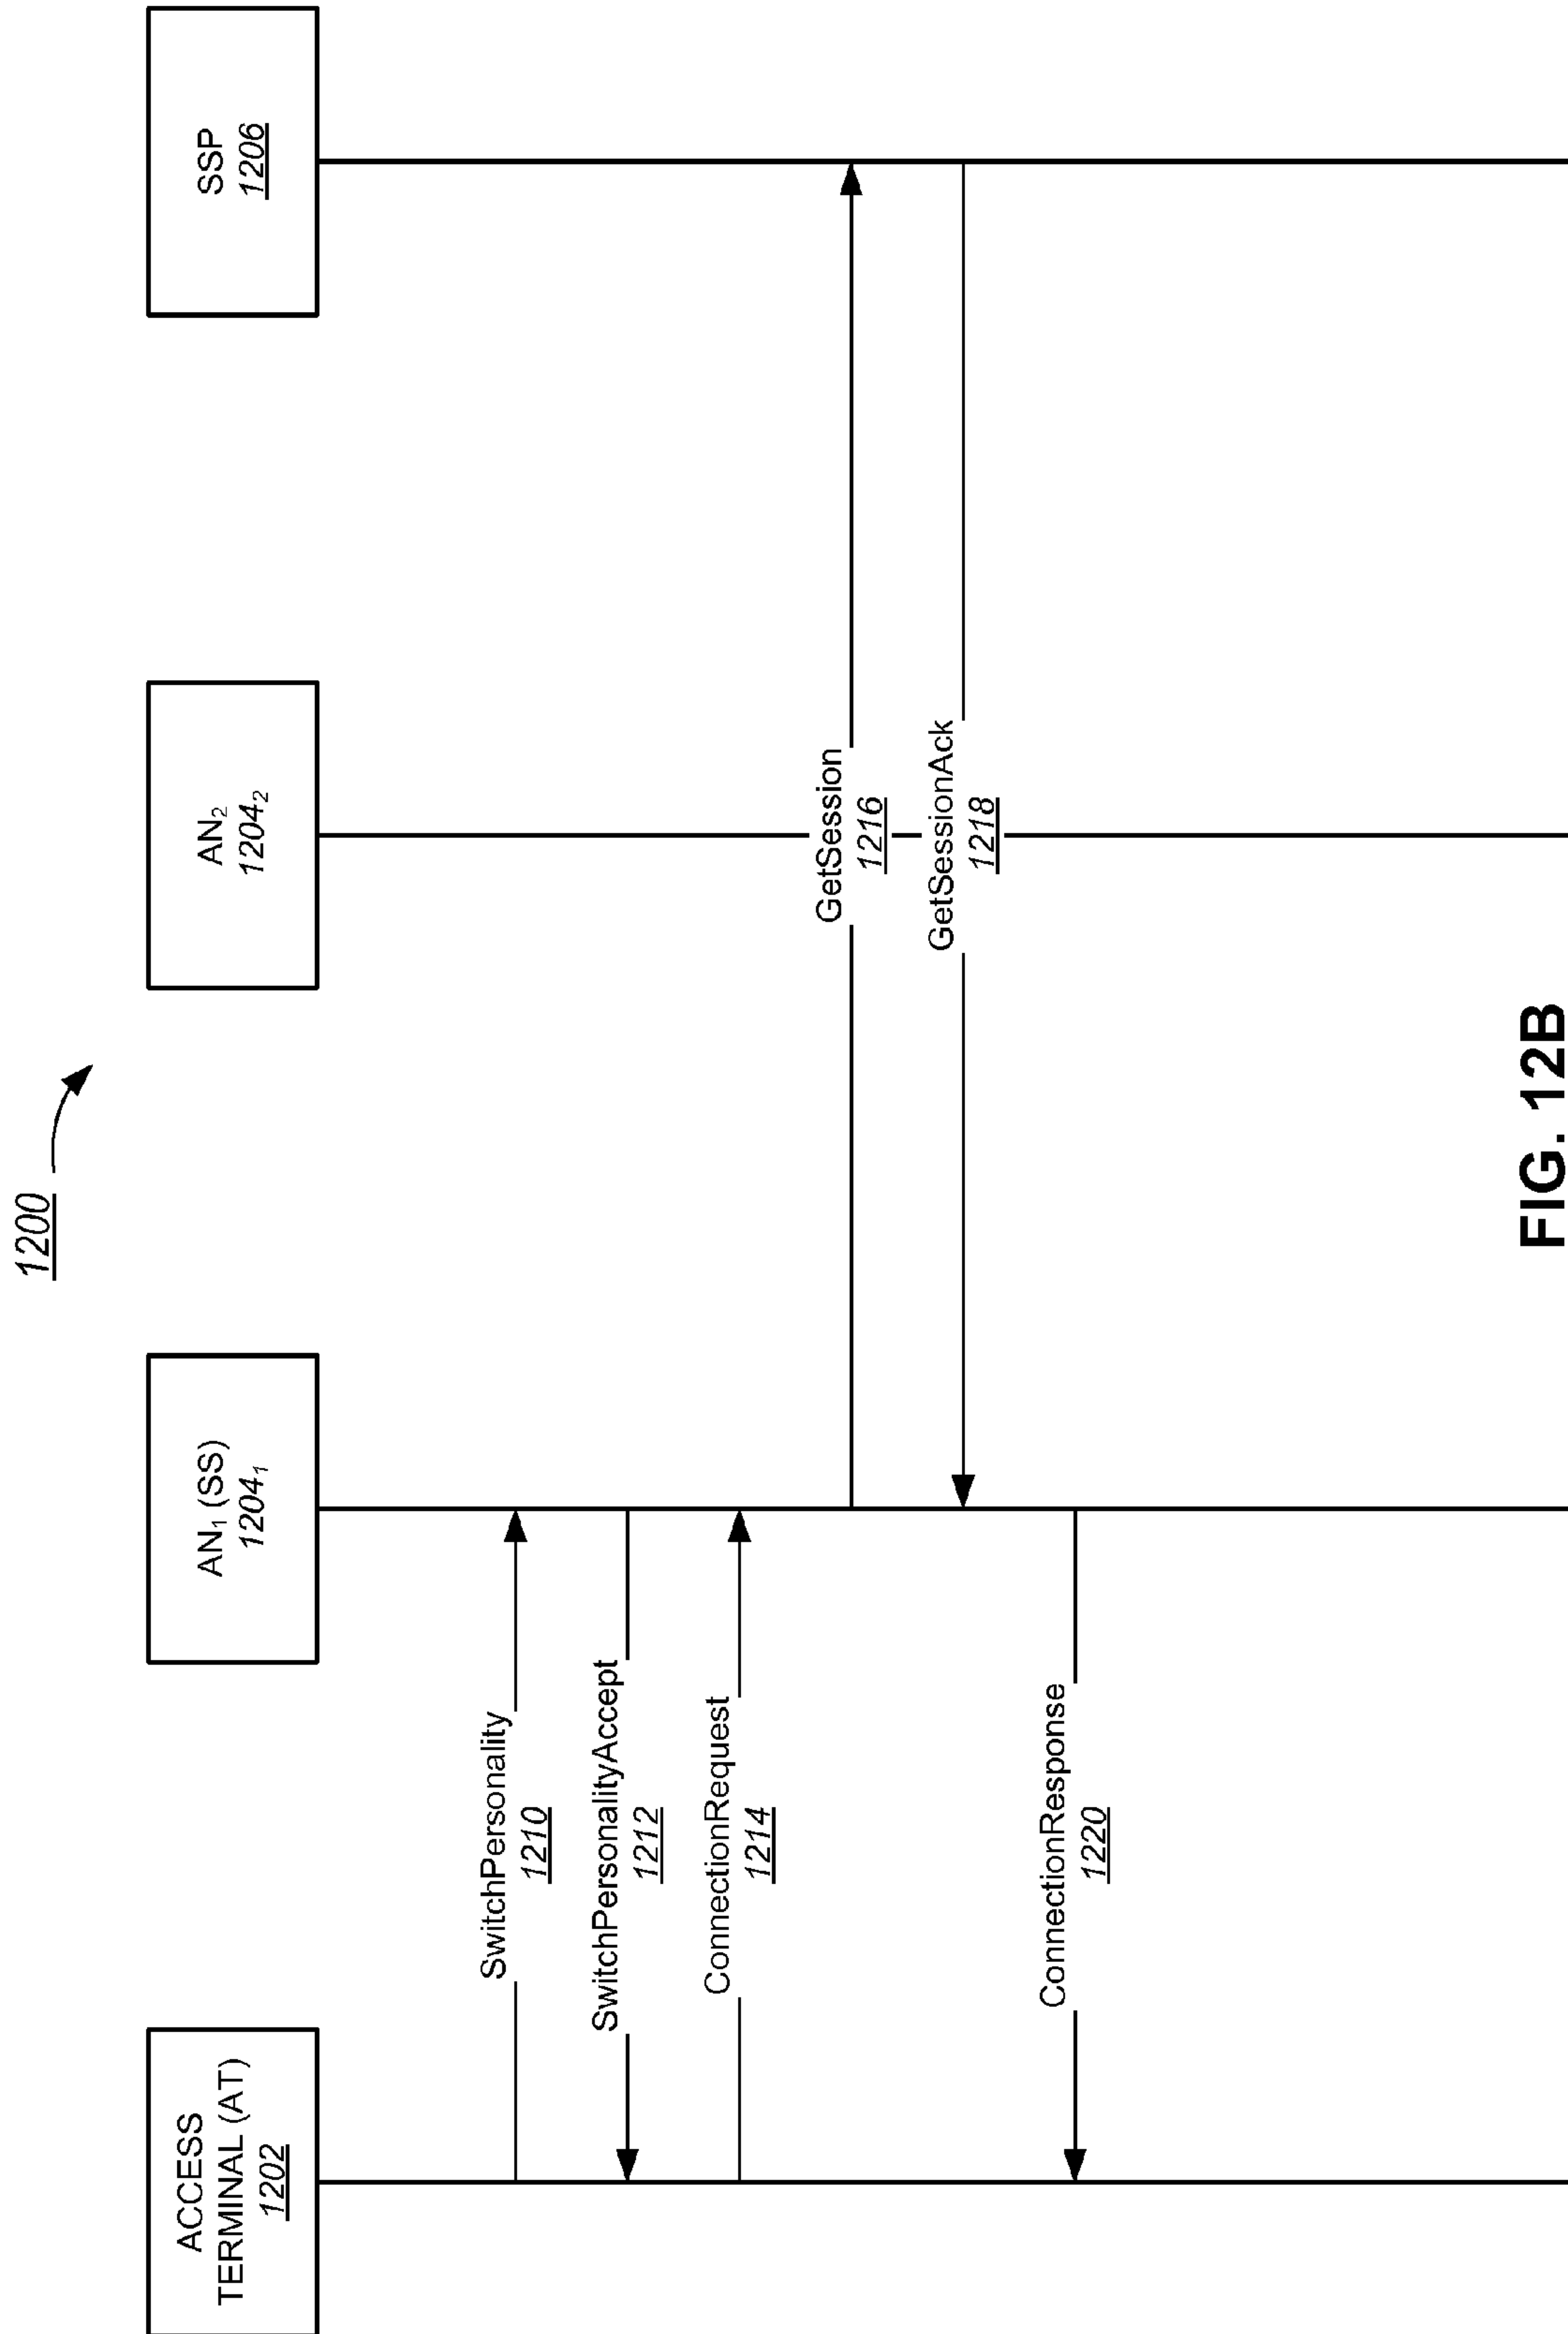 1200
ACCESS
TERMINAL (AT)
1202
AN₁ (SS)
1204₁
AN₂
1204₂
SSP
1206
SwitchPersonality
1210
SwitchPersonalityAccept
1212
ConnectionRequest
1214
GetSession
1216
GetSessionAck
1218
ConnectionResponse
1220
FIG. 12B